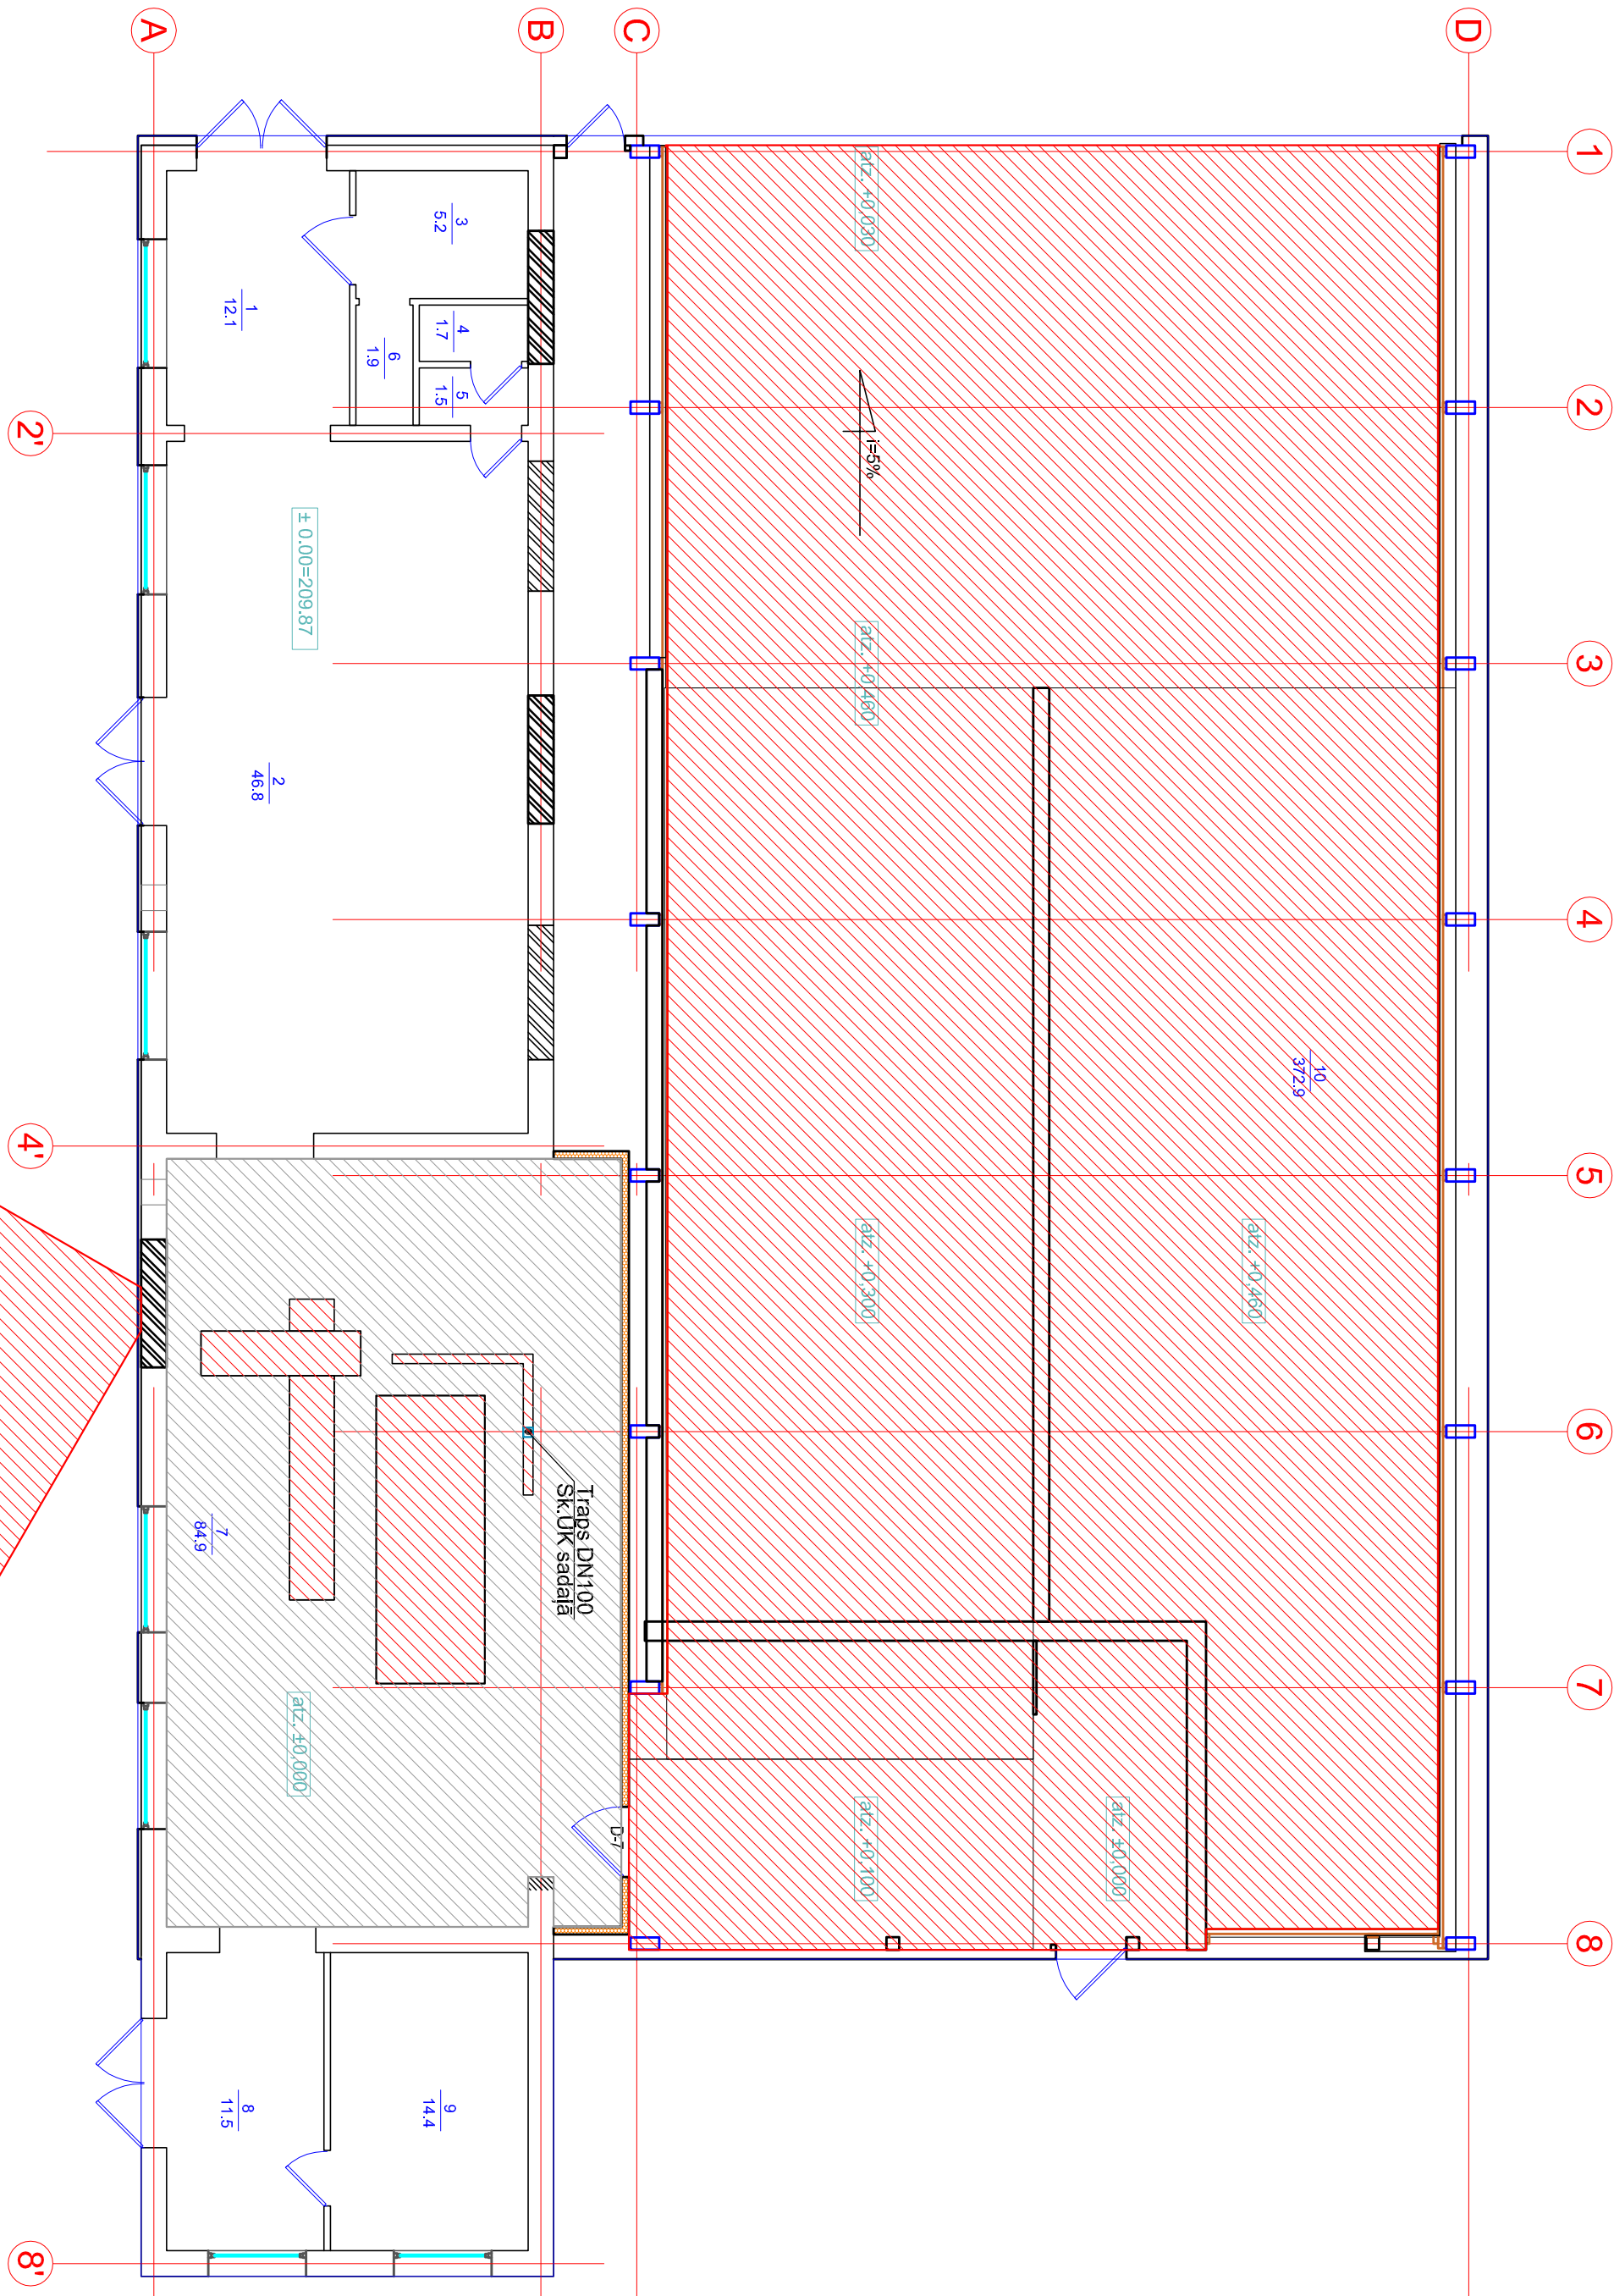 A
B
C
D
1
2
3
4
5
6
7
8
2'
4'
8'
atz. +0,030
i=5%
atz. +0,460
10
372.9
atz. +0,460
atz. +0,300
atz. ±0,000
atz. +0,100
3
5.2
4
1.7
5
1.5
6
1.9
1
12.1
± 0.00=209.87
2
46.8
Traps DN100
Sk.ŪK sadaļā
7
84.9
atz. ±0,000
D-7
9
14.4
8
11.5